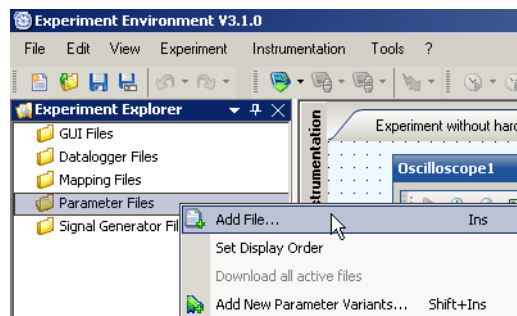 Experiment Environment V3.1.0
File Edit View Experiment Instrumentation Tools ?
Experiment Explorer
GUI Files
Datalogger Files
Mapping Files
Parameter Files
Signal Generator Fil
Instrumentation
Experiment without hard
Oscilloscope1
Add File... Ins
Set Display Order
Download all active files
Add New Parameter Variants... Shift+Ins